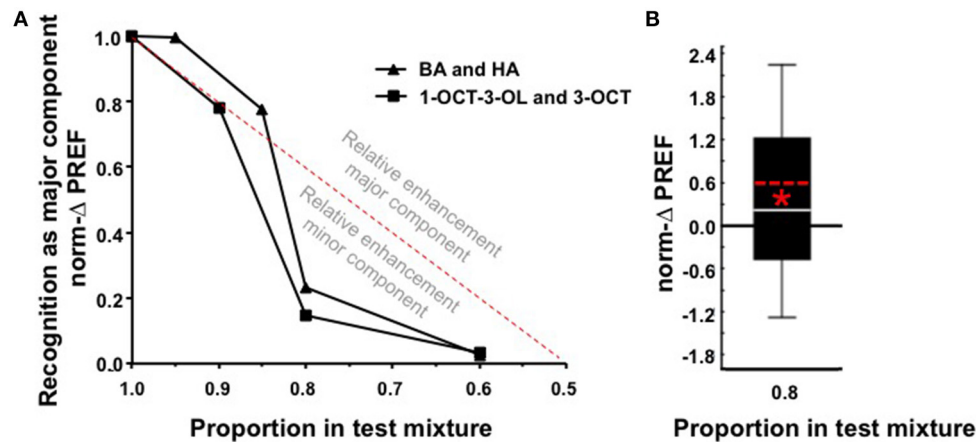 A
Recognition as major component
norm-Δ PREF
1.0
0.8
0.6
0.4
0.2
0.0
BA and HA
1-OCT-3-OL and 3-OCT
Relative enhancement
major component
Relative enhancement
minor component
1.0 0.9 0.8 0.7 0.6 0.5
Proportion in test mixture
B
norm-Δ PREF
2.4
1.8
1.2
0.6
0.0
-0.6
-1.2
-1.8
*
0.8
Proportion in test mixture